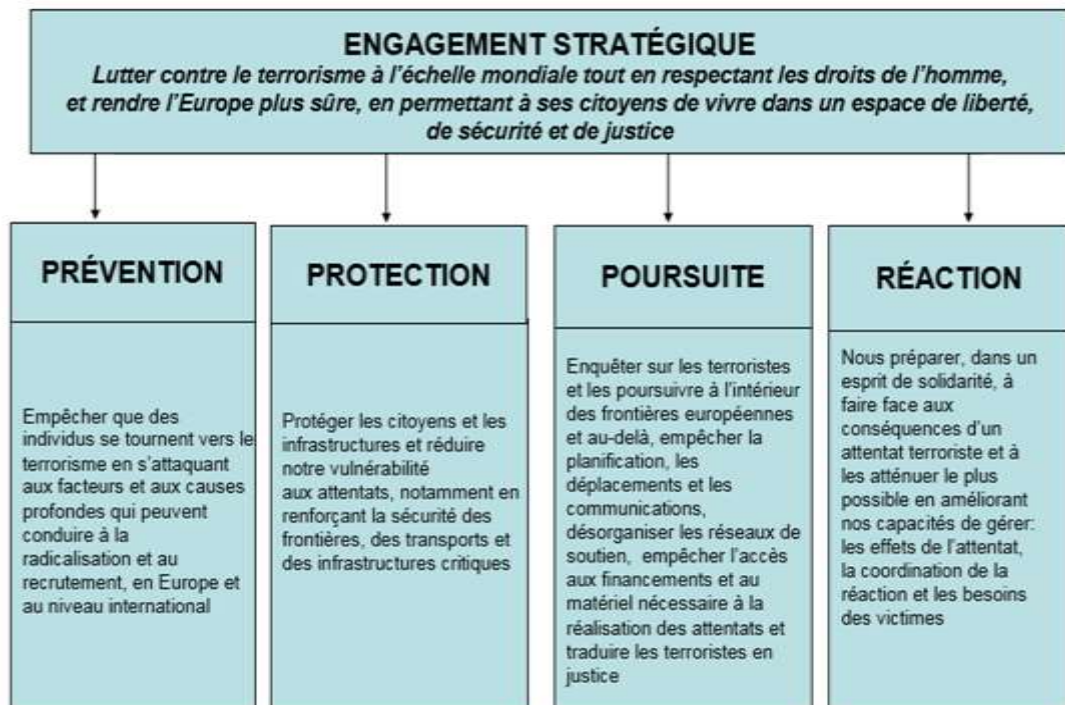 ENGAGEMENT STRATÉGIQUE
Lutter contre le terrorisme à l'échelle mondiale tout en respectant les droits de l'homme,
et rendre l'Europe plus sûre, en permettant à ses citoyens de vivre dans un espace de liberté,
de sécurité et de justice
PRÉVENTION
Empêcher que des
individus se tournent vers le
terrorisme en s'attaquant
aux facteurs et aux causes
profondes qui peuvent
conduire à la
radicalisation et au
recrutement, en Europe et
au niveau international
PROTECTION
Protéger les citoyens et les
infrastructures et réduire
notre vulnérabilité
aux attentats, notamment en
renforçant la sécurité des
frontières, des transports et
des infrastructures critiques
POURSUITE
Enquêter sur les terroristes
et les poursuivre à l'intérieur
des frontières européennes
et au-delà, empêcher la
planification, les
déplacements et les
communications,
désorganiser les réseaux de
soutien, empêcher l'accès
aux financements et au
matériel nécessaire à la
réalisation des attentats et
traduire les terroristes en
justice
RÉACTION
Nous préparer, dans un
esprit de solidarité, à
faire face aux
conséquences d'un
attentat terroriste et à
les atténuer le plus
possible en améliorant
nos capacités de gérer:
les effets de l'attentat,
la coordination de la
réaction et les besoins
des victimes